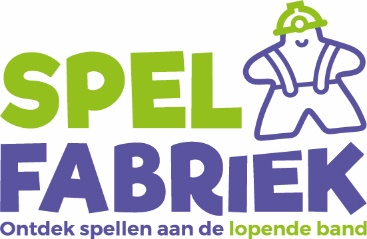 SPEL
FABRIEK
Ontdek spellen aan de lopende band